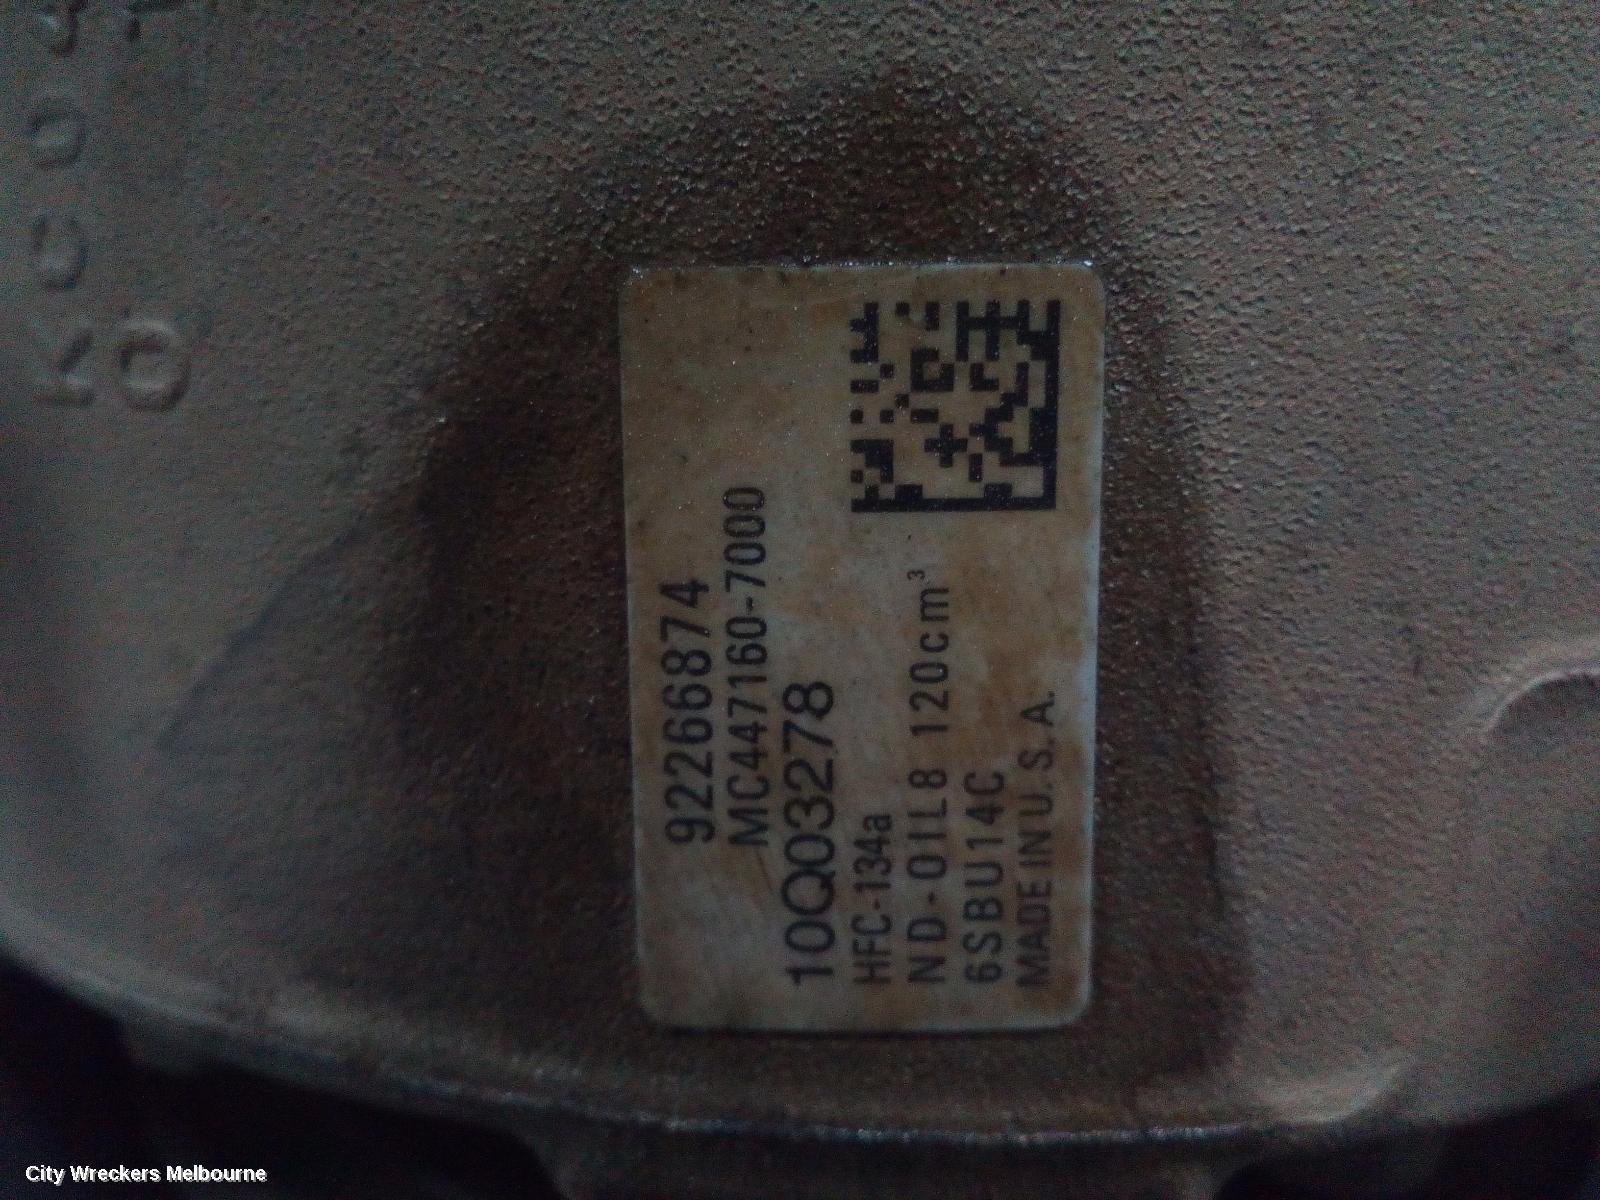 92266874
MC447160-7000
10Q03278
HFC-134a
ND-OIL8 120cm³
6SBU14C
MADE IN U.S.A.
City Wreckers Melbourne